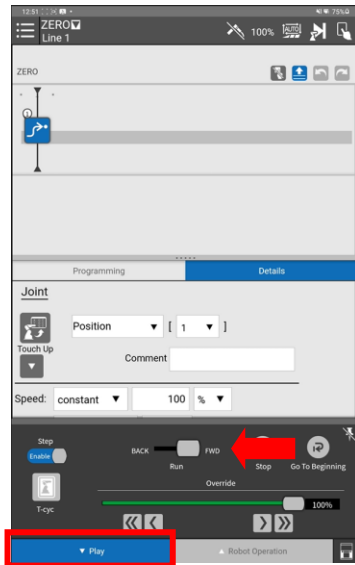 12:51
75%
ZERO
Line 1
100%
AUTO
ZERO
1
Programming
Details
Joint
Touch Up
Position
[ 1 ]
Comment
Speed:
constant
100
%
Step
Enable
BACK
FWD
Run
Stop
Go To Beginning
Override
T-cyc
100%
Play
Robot Operation